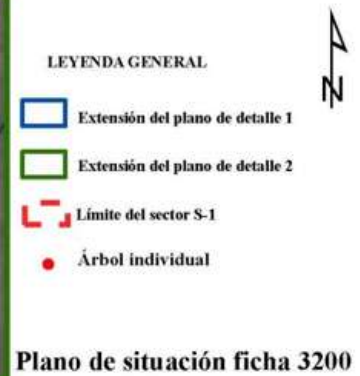 N
LEYENDA GENERAL
Extensión del plano de detalle 1
Extensión del plano de detalle 2
Límite del sector S-1
Árbol individual
Plano de situación ficha 3200